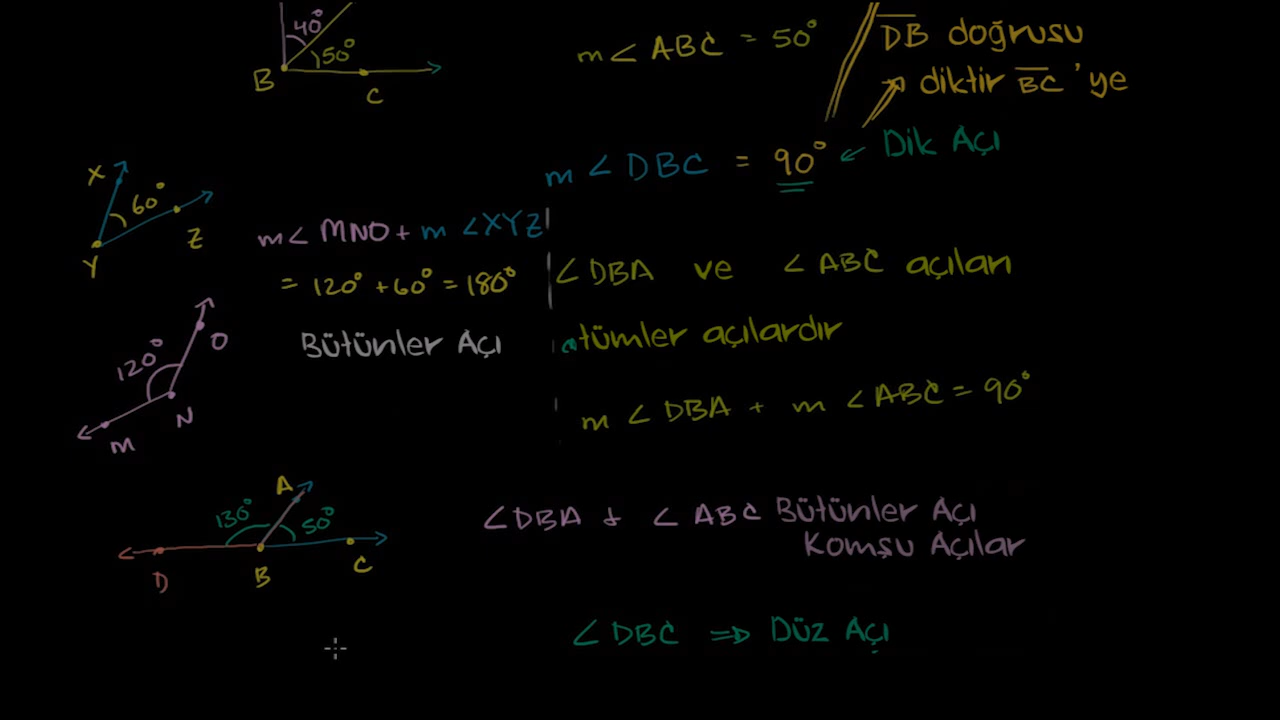 40°
50°
B
C
m∠ABC = 50°
DB doğrusu
diktir BC 'ye
m ∠DBC = 90°
Dik Açı
X
60°
Y
Z
m∠ MNO + m ∠XYZ
= 120° + 60° = 180°
Bütünler Açı
∠DBA ve ∠ABC açıları
tümler açılardır
m ∠DBA + m ∠ABC = 90°
120°
O
N
M
A
130°
50°
D
B
C
∠DBA + ∠ABC Bütünler Açı
Komşu Açılar
∠DBC ⇒ Düz Açı